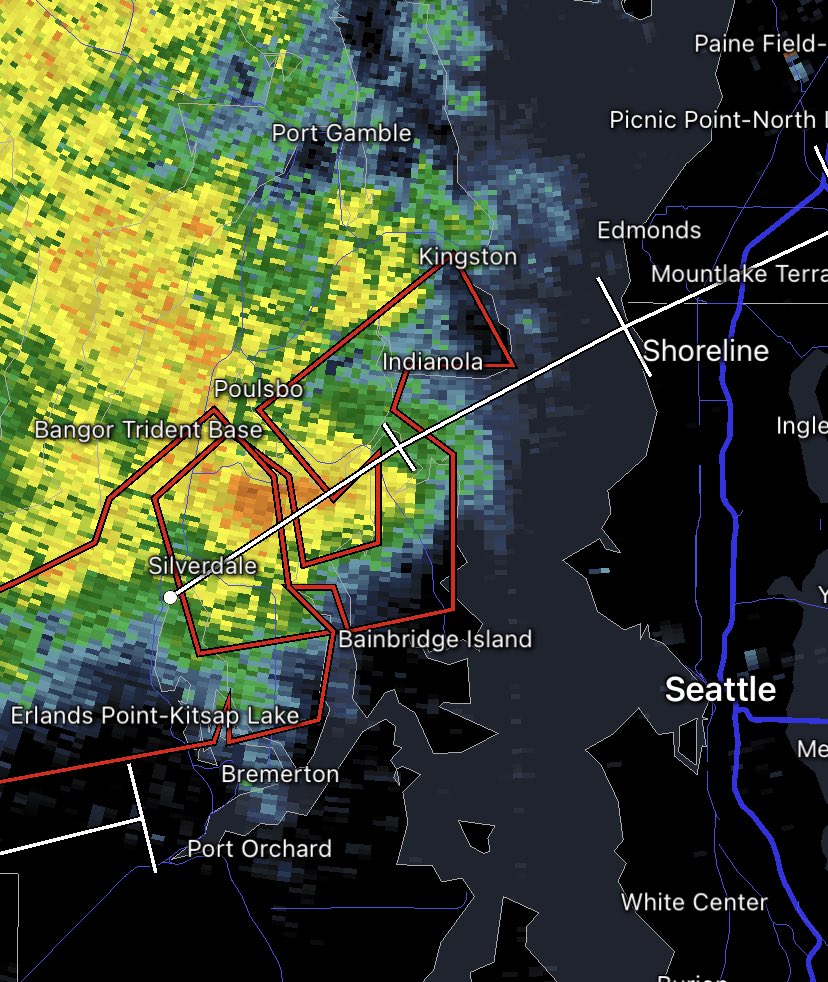 Paine Field-
Picnic Point-North
Port Gamble
Edmonds
Kingston
Mountlake Terra
Shoreline
Indianola
Poulsbo
Ingle
Bangor Trident Base
Silverdale
Bainbridge Island
Seattle
Erlands Point-Kitsap Lake
Me
Bremerton
Port Orchard
White Center
Burien